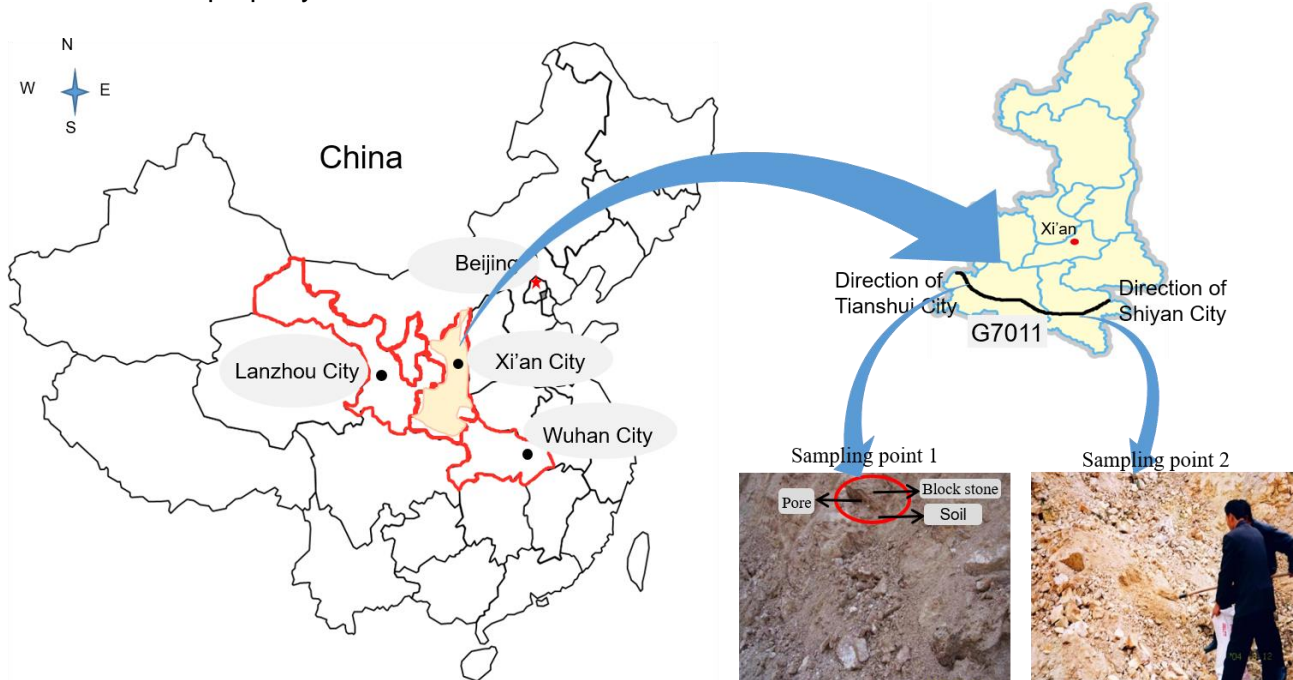 N
W
E
S
China
Beijing
Lanzhou City
Xi'an City
Wuhan City
Xi'an
Direction of
Tianshui City
Direction of
Shiyan City
G7011
Sampling point 1
Pore
Block stone
Soil
Sampling point 2